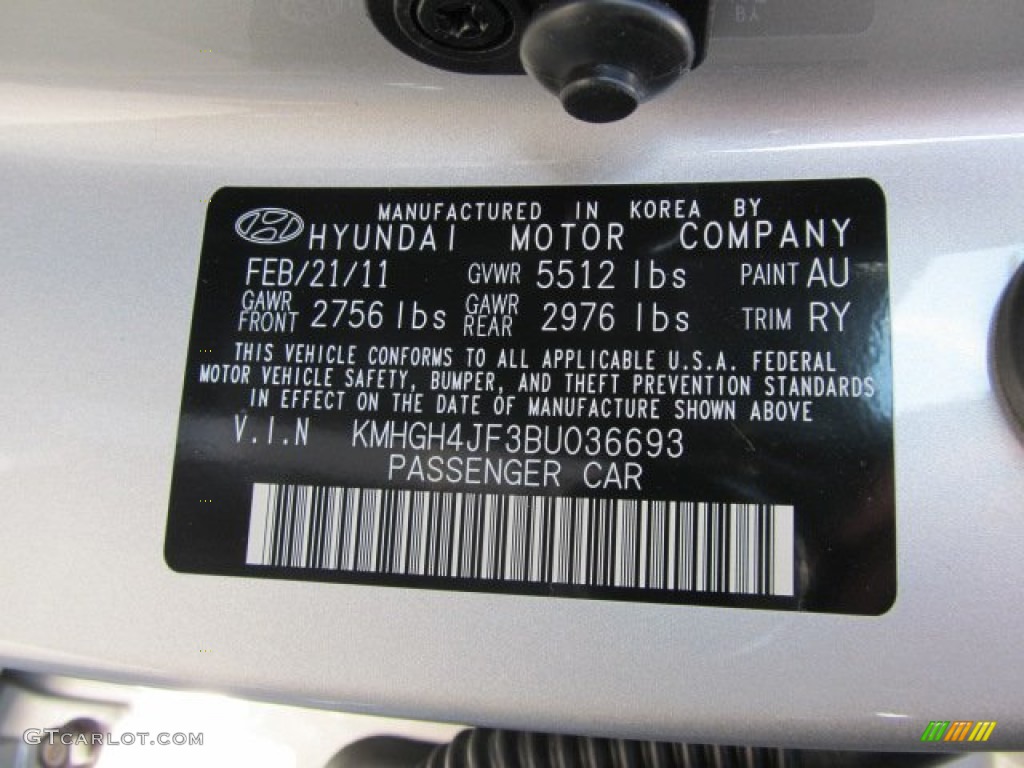 MANUFACTURED IN KOREA BY
HYUNDAI MOTOR COMPANY
FEB/21/11 GVWR 5512 lbs PAINT AU
GAWR FRONT 2756 lbs GAWR REAR 2976 lbs TRIM RY
THIS VEHICLE CONFORMS TO ALL APPLICABLE U.S.A. FEDERAL
MOTOR VEHICLE SAFETY, BUMPER, AND THEFT PREVENTION STANDARDS
IN EFFECT ON THE DATE OF MANUFACTURE SHOWN ABOVE
V.I.N KMHGH4JF3BU036693
PASSENGER CAR
GTCARLOT.COM